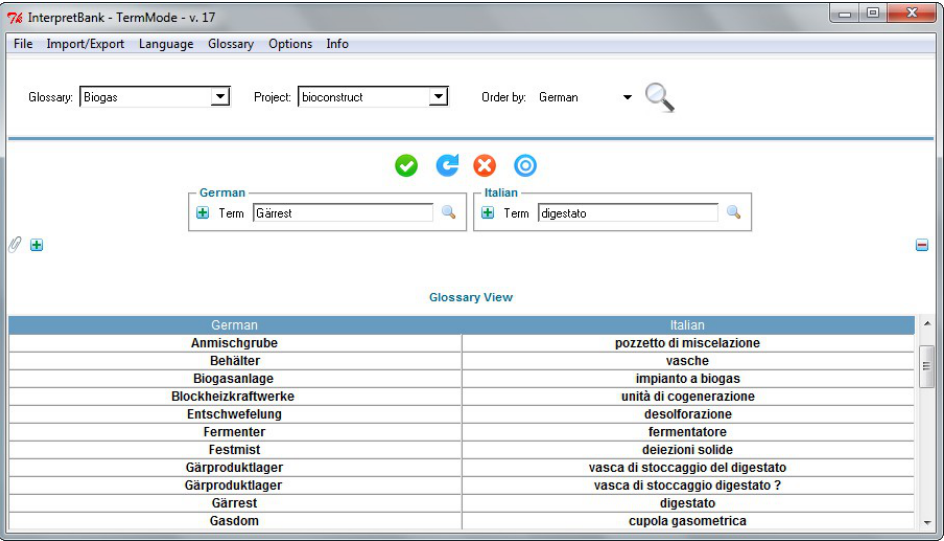 InterpretBank - TermMode - v. 17
File Import/Export Language Glossary Options Info
Glossary: Biogas Project: bioconstruct Order by: German
German Italian
Term Gärrest Term digestato
Glossary View
German Italian
Anmischgrube pozzetto di miscelazione
Behälter vasche
Biogasanlage impianto a biogas
Blockheizkraftwerke unità di cogenerazione
Entschwefelung desolforazione
Fermenter fermentatore
Festmist deiezioni solide
Gärproduktlager vasca di stoccaggio del digestato
Gärproduktlager vasca di stoccaggio digestato ?
Gärrest digestato
Gasdom cupola gasometrica